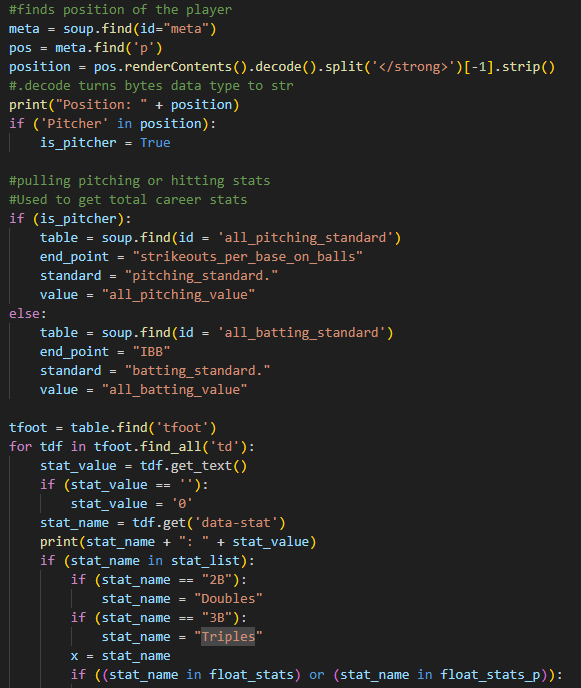 #finds position of the player
meta = soup.find(id="meta")
pos = meta.find('p')
position = pos.renderContents().decode().split('</strong>')[-1].strip()
#.decode turns bytes data type to str
print("Position: " + position)
if ('Pitcher' in position):
    is_pitcher = True

#pulling pitching or hitting stats
#Used to get total career stats
if (is_pitcher):
    table = soup.find(id = 'all_pitching_standard')
    end_point = "strikeouts_per_base_on_balls"
    standard = "pitching_standard."
    value = "all_pitching_value"
else:
    table = soup.find(id = 'all_batting_standard')
    end_point = "IBB"
    standard = "batting_standard."
    value = "all_batting_value"

tfoot = table.find('tfoot')
for tdf in tfoot.find_all('td'):
    stat_value = tdf.get_text()
    if (stat_value == ''):
        stat_value = '0'
    stat_name = tdf.get('data-stat')
    print(stat_name + ": " + stat_value)
    if (stat_name in stat_list):
        if (stat_name == "2B"):
            stat_name = "Doubles"
        if (stat_name == "3B"):
            stat_name = "Triples"
        x = stat_name
        if ((stat_name in float_stats) or (stat_name in float_stats_p)):